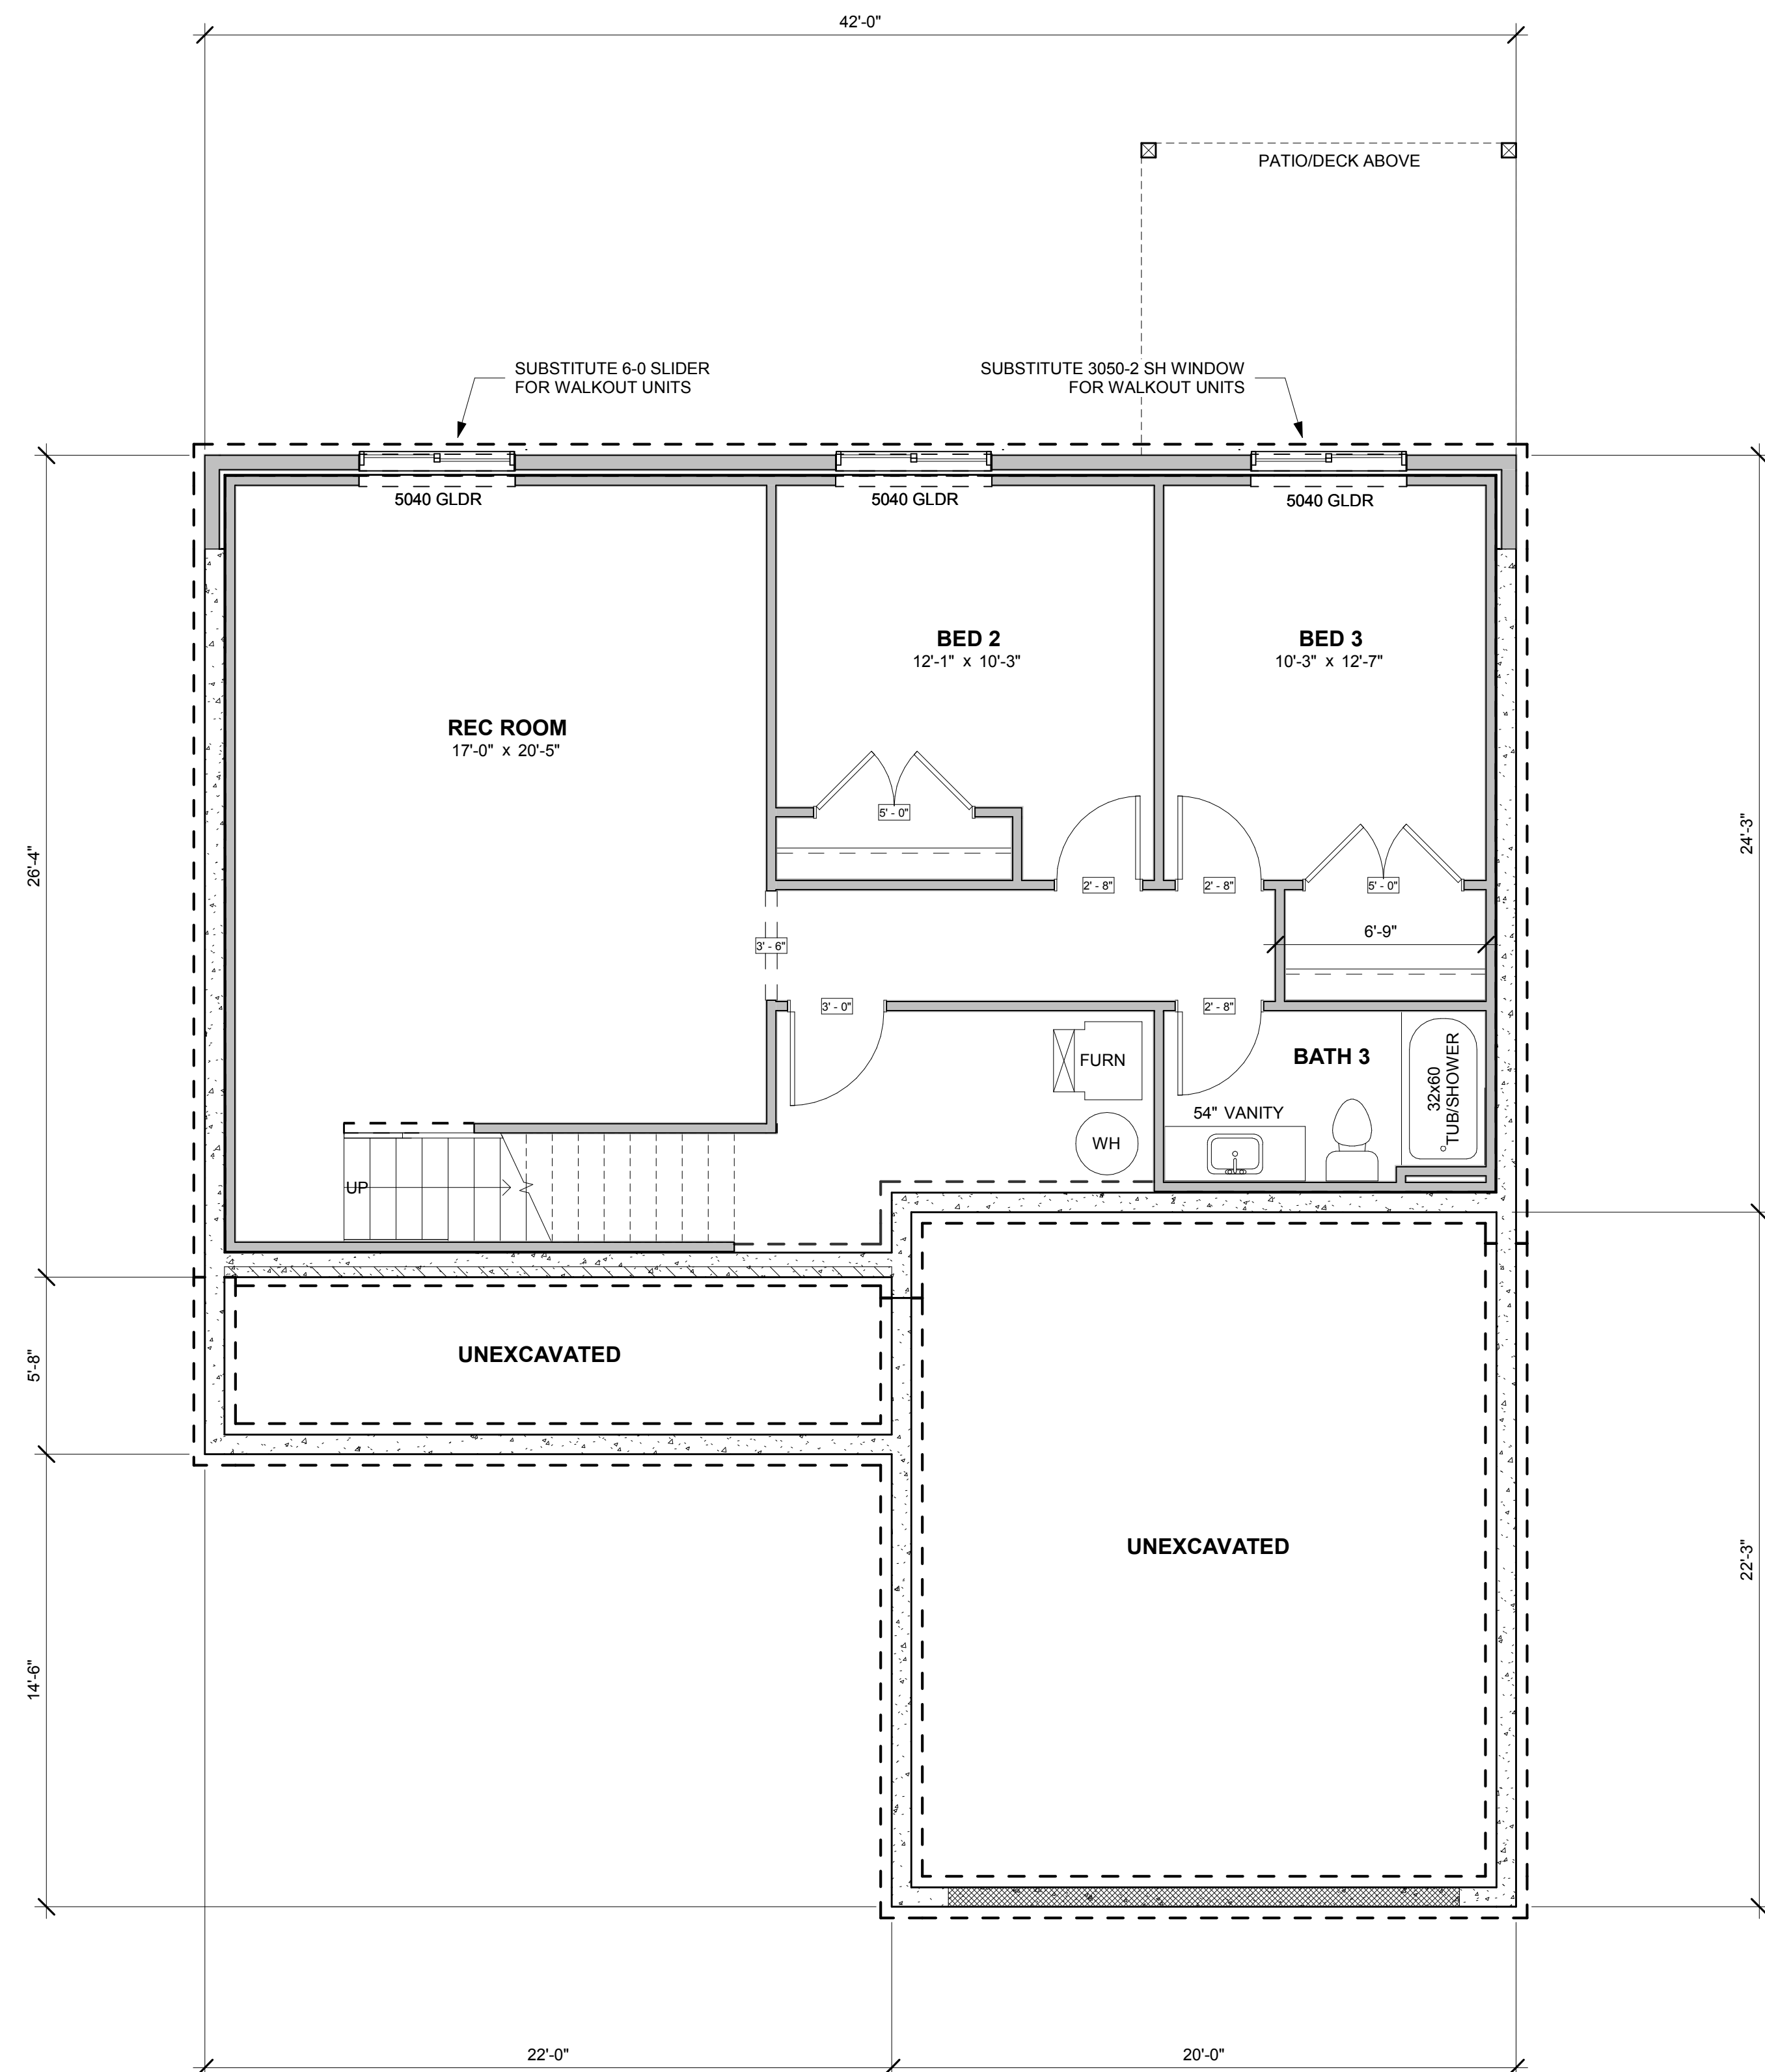 42'-0"
PATIO/DECK ABOVE
SUBSTITUTE 6-0 SLIDER
FOR WALKOUT UNITS
SUBSTITUTE 3050-2 SH WINDOW
FOR WALKOUT UNITS
5040 GLDR
5040 GLDR
5040 GLDR
BED 2
12'-1" x 10'-3"
BED 3
10'-3" x 12'-7"
REC ROOM
17'-0" x 20'-5"
5' - 0"
26'-4"
24'-3"
2' - 8"
2' - 8"
5' - 0"
6'-9"
3' - 6"
3' - 0"
2' - 8"
FURN
BATH 3
32x60
TUB/SHOWER
54" VANITY
WH
UP
UNEXCAVATED
5'-8"
UNEXCAVATED
22'-3"
14'-6"
22'-0"
20'-0"